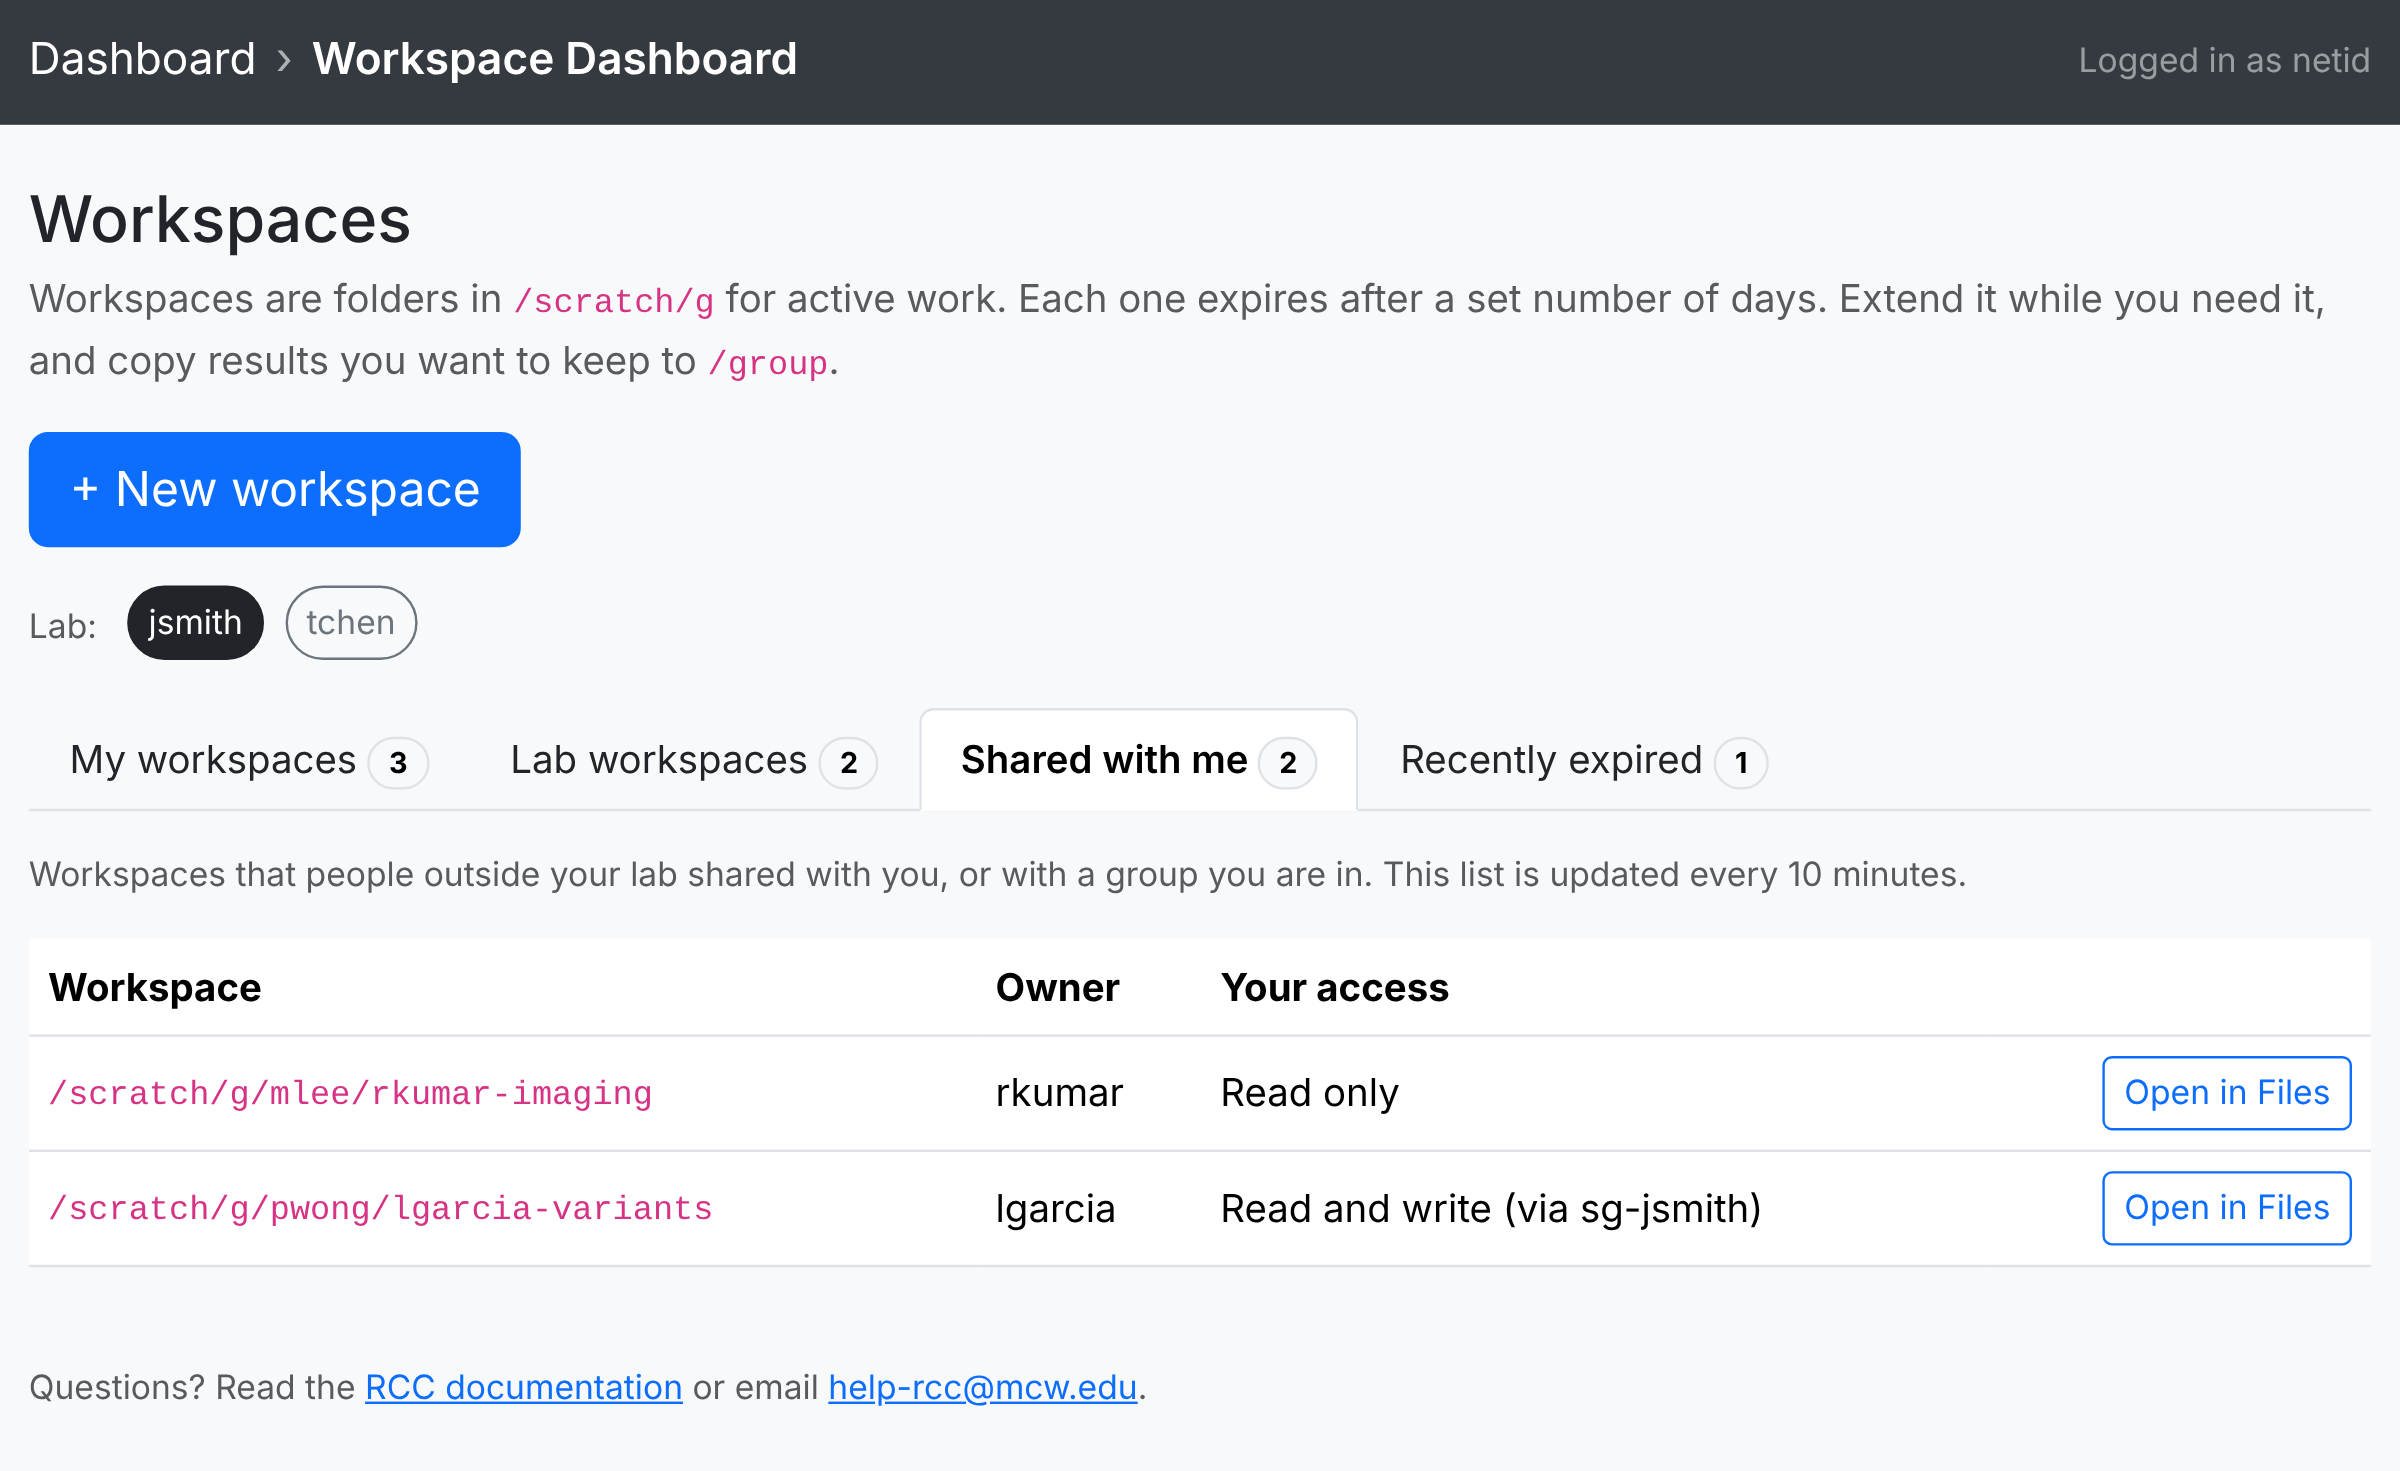 Dashboard › Workspace Dashboard
Logged in as netid
Workspaces
Workspaces are folders in /scratch/g for active work. Each one expires after a set number of days. Extend it while you need it,
and copy results you want to keep to /group.
+ New workspace
Lab: jsmith tchen
My workspaces 3 Lab workspaces 2 Shared with me 2 Recently expired 1
Workspaces that people outside your lab shared with you, or with a group you are in. This list is updated every 10 minutes.
Workspace Owner Your access
/scratch/g/mlee/rkumar-imaging rkumar Read only Open in Files
/scratch/g/pwong/lgarcia-variants lgarcia Read and write (via sg-jsmith) Open in Files
Questions? Read the RCC documentation or email help-rcc@mcw.edu.